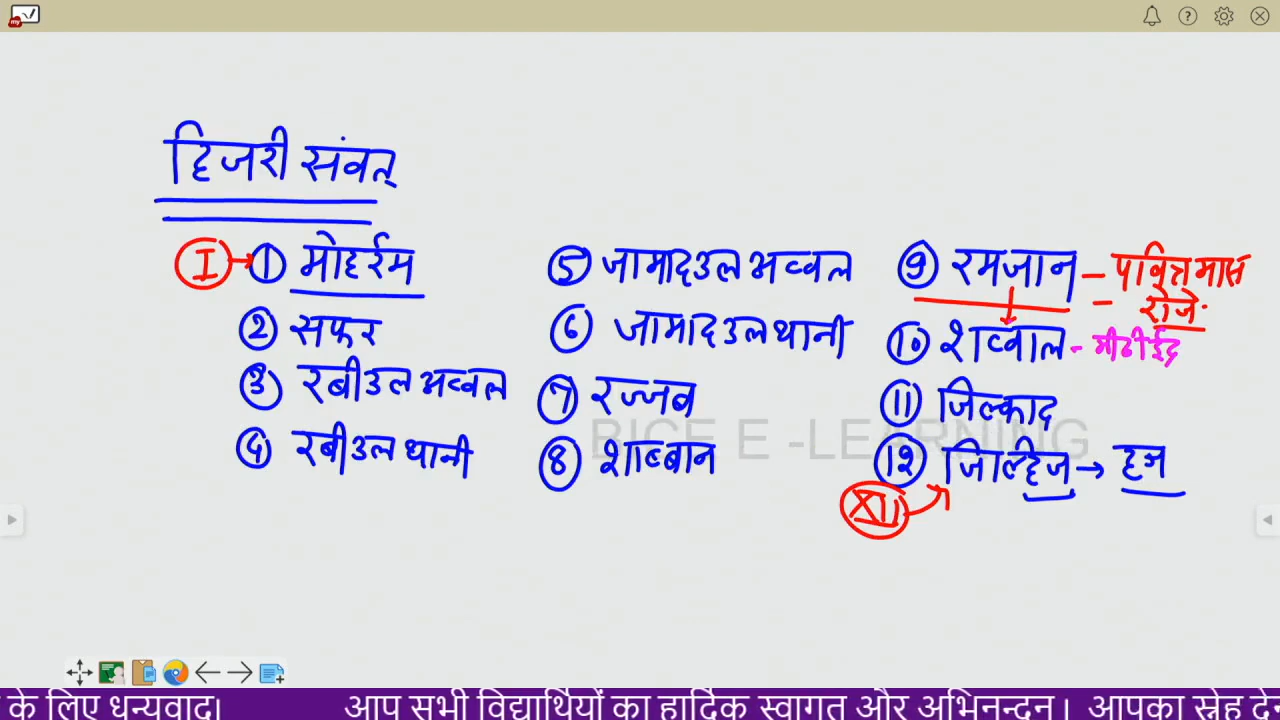 हिजरी संवत्
I → ① मोहर्रम
② सफर
③ रबीउल अव्वल
④ रबीउल थानी
⑤ जामादउल अव्वल
⑥ जामादउल थानी
⑦ रज्जब
⑧ शाब्बान
⑨ रमजान – पवित्र मास
– रोजे
⑩ शव्वाल - मीठी ईद
⑪ जिल्काद
⑫ जिल्हिज → हज
XII
BICE E -LEARNING
के लिए धन्यवाद। आप सभी विद्यार्थियों का हार्दिक स्वागत और अभिनन्दन। आपका स्नेह देन